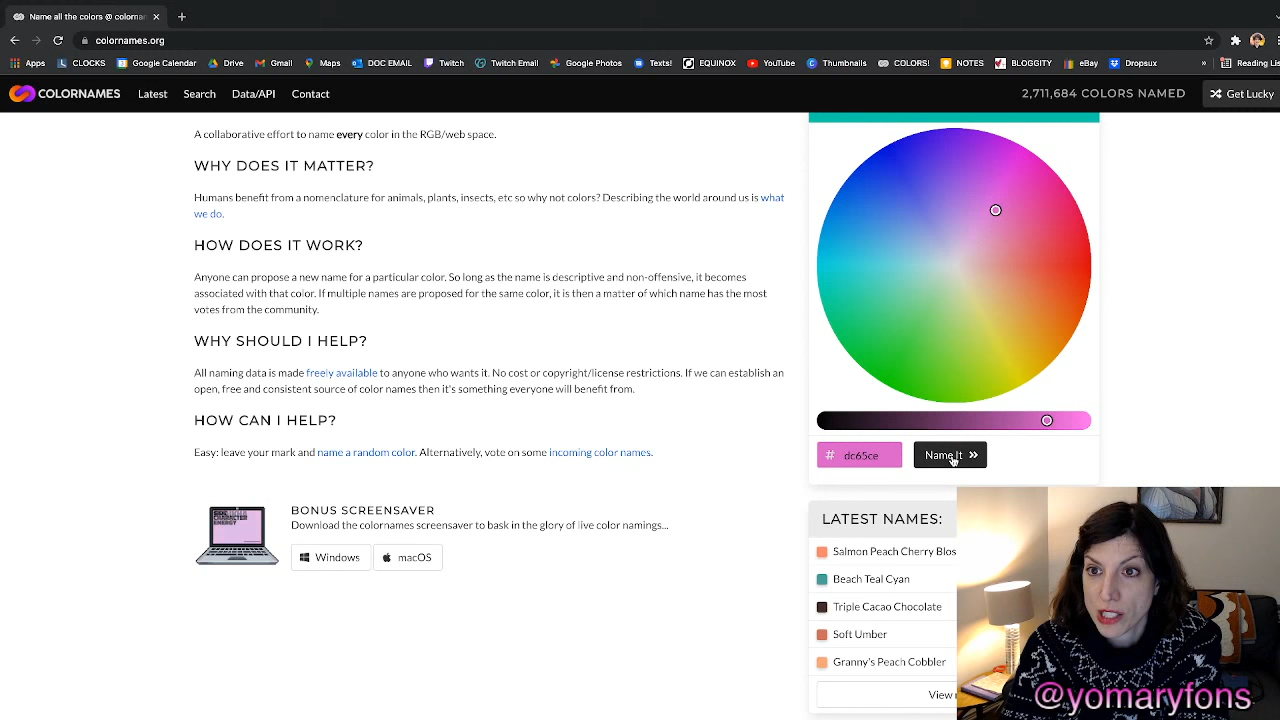 Name all the colors @ colornam
colornames.org
Apps CLOCKS Google Calendar Drive Gmail Maps DOC EMAIL Twitch Twitch Email Google Photos Texts! EQUINOX YouTube Thumbnails COLORS! NOTES BLOGGITY eBay Dropsux » Reading Lis
COLORNAMES Latest Search Data/API Contact 2,711,684 COLORS NAMED Get Lucky
A collaborative effort to name every color in the RGB/web space.
WHY DOES IT MATTER?
Humans benefit from a nomenclature for animals, plants, insects, etc so why not colors? Describing the world around us is what
we do.
HOW DOES IT WORK?
Anyone can propose a new name for a particular color. So long as the name is descriptive and non-offensive, it becomes
associated with that color. If multiple names are proposed for the same color, it is then a matter of which name has the most
votes from the community.
WHY SHOULD I HELP?
All naming data is made freely available to anyone who wants it. No cost or copyright/license restrictions. If we can establish an
open, free and consistent source of color names then it's something everyone will benefit from.
HOW CAN I HELP?
Easy: leave your mark and name a random color. Alternatively, vote on some incoming color names.
BONUS SCREENSAVER
Download the colornames screensaver to bask in the glory of live color namings...
Windows macOS
# dc65ce Name It »
LATEST NAMES:
Salmon Peach Cherry Blos
Beach Teal Cyan
Triple Cacao Chocolate
Soft Umber
Granny's Peach Cobbler
View
@yomaryfons